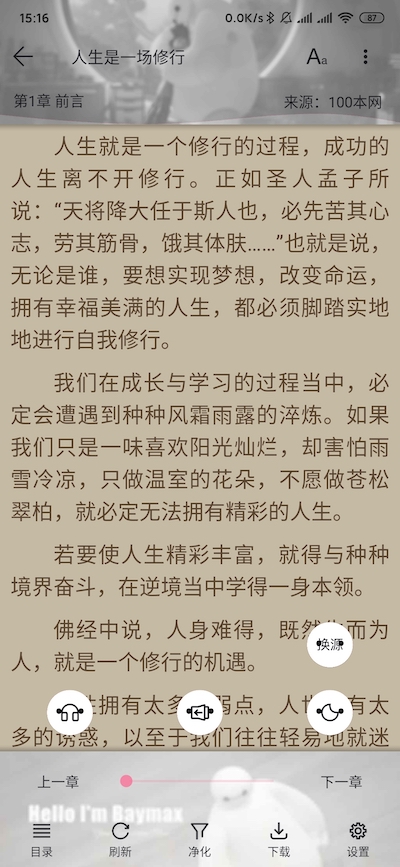 15:16
0.0K/s
87
人生是一场修行
Aa
第1章 前言
来源：100本网
人生就是一个修行的过程，成功的
人生离不开修行。正如圣人孟子所
说：“天将降大任于斯人也，必先苦其心
志，劳其筋骨，饿其体肤……”也就是说，
无论是谁，要想实现梦想，改变命运，
拥有幸福美满的人生，都必须脚踏实地
地进行自我修行。
我们在成长与学习的过程当中，必
定会遭遇到种种风霜雨露的淬炼。如果
我们只是一味喜欢阳光灿烂，却害怕雨
雪冷凉，只做温室的花朵，不愿做苍松
翠柏，就必定无法拥有精彩的人生。
若要使人生精彩丰富，就得与种种
境界奋斗，在逆境当中学得一身本领。
佛经中说，人身难得，既然而为
换源
人，就是一个修行的机遇。
拥有太多弱点，人有太
多的诱惑，以至于我们往往轻易地就迷
上一章
下一章
Hello I'm Baymax
目录
刷新
净化
下载
设置